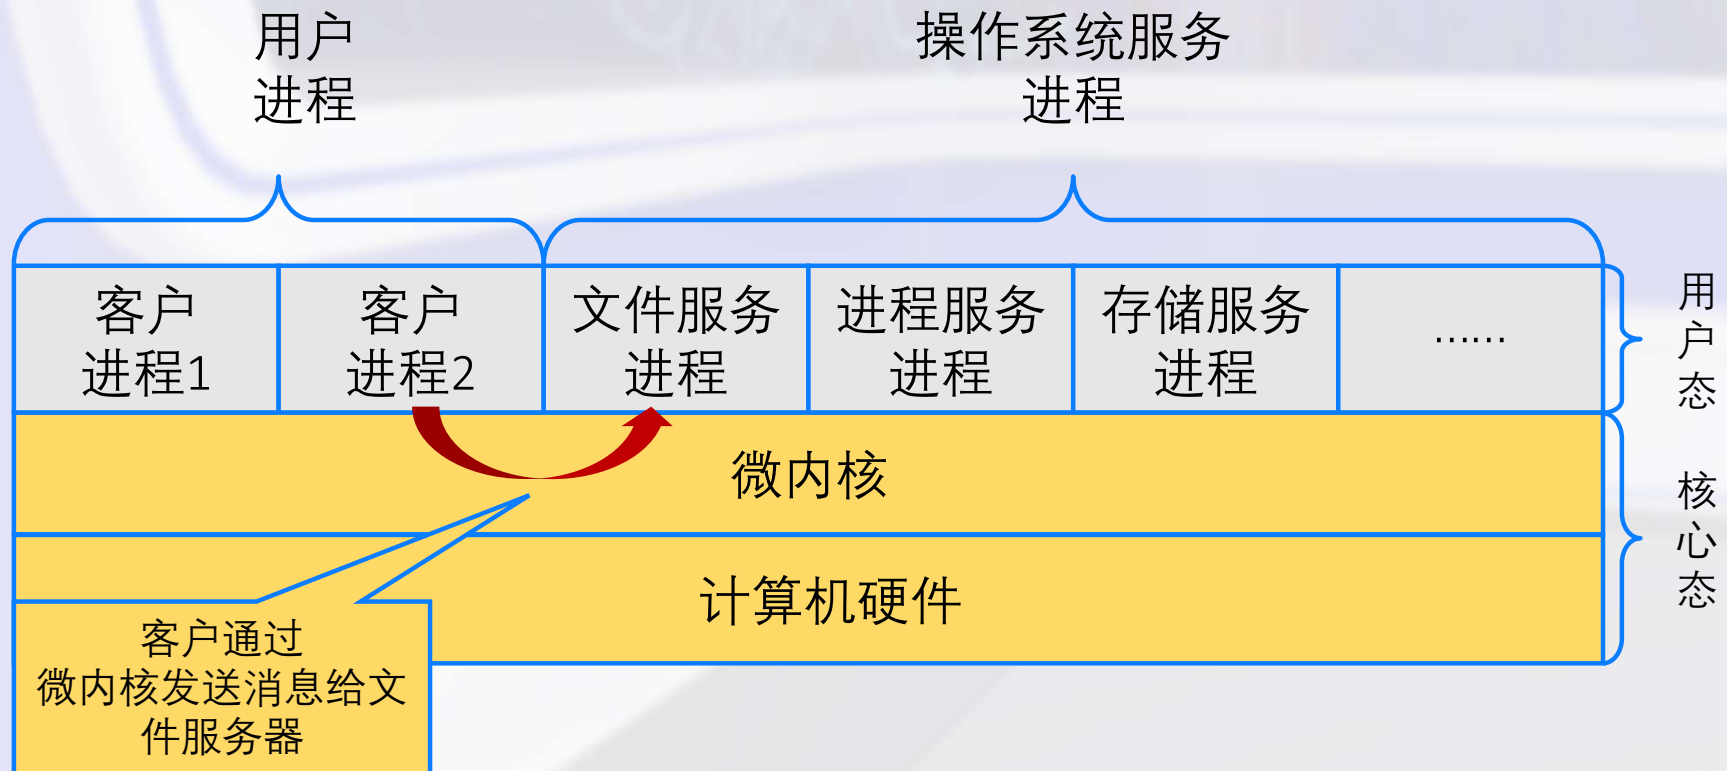 用户
进程
操作系统服务
进程
客户
进程1
客户
进程2
文件服务
进程
进程服务
进程
存储服务
进程
……
用户态
微内核
核心态
计算机硬件
客户通过
微内核发送消息给文
件服务器